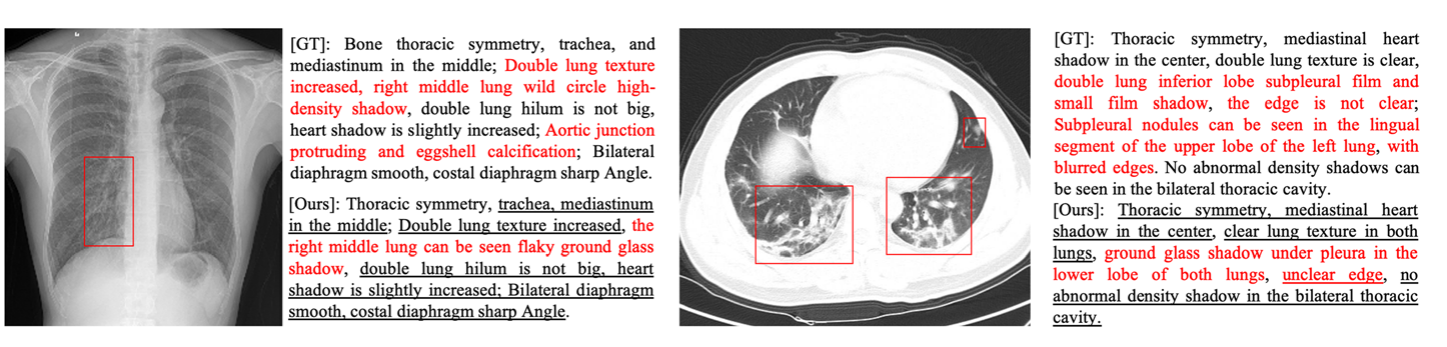 [GT]: Bone thoracic symmetry, trachea, and
mediastinum in the middle; Double lung texture
increased, right middle lung wild circle high-
density shadow, double lung hilum is not big,
heart shadow is slightly increased; Aortic junction
protruding and eggshell calcification; Bilateral
diaphragm smooth, costal diaphragm sharp Angle.
[Ours]: Thoracic symmetry, trachea, mediastinum
in the middle; Double lung texture increased, the
right middle lung can be seen flaky ground glass
shadow, double lung hilum is not big, heart
shadow is slightly increased; Bilateral diaphragm
smooth, costal diaphragm sharp Angle.
[GT]: Thoracic symmetry, mediastinal heart
shadow in the center, double lung texture is clear,
double lung inferior lobe subpleural film and
small film shadow, the edge is not clear;
Subpleural nodules can be seen in the lingual
segment of the upper lobe of the left lung, with
blurred edges. No abnormal density shadows can
be seen in the bilateral thoracic cavity.
[Ours]: Thoracic symmetry, mediastinal heart
shadow in the center, clear lung texture in both
lungs, ground glass shadow under pleura in the
lower lobe of both lungs, unclear edge, no
abnormal density shadow in the bilateral thoracic
cavity.